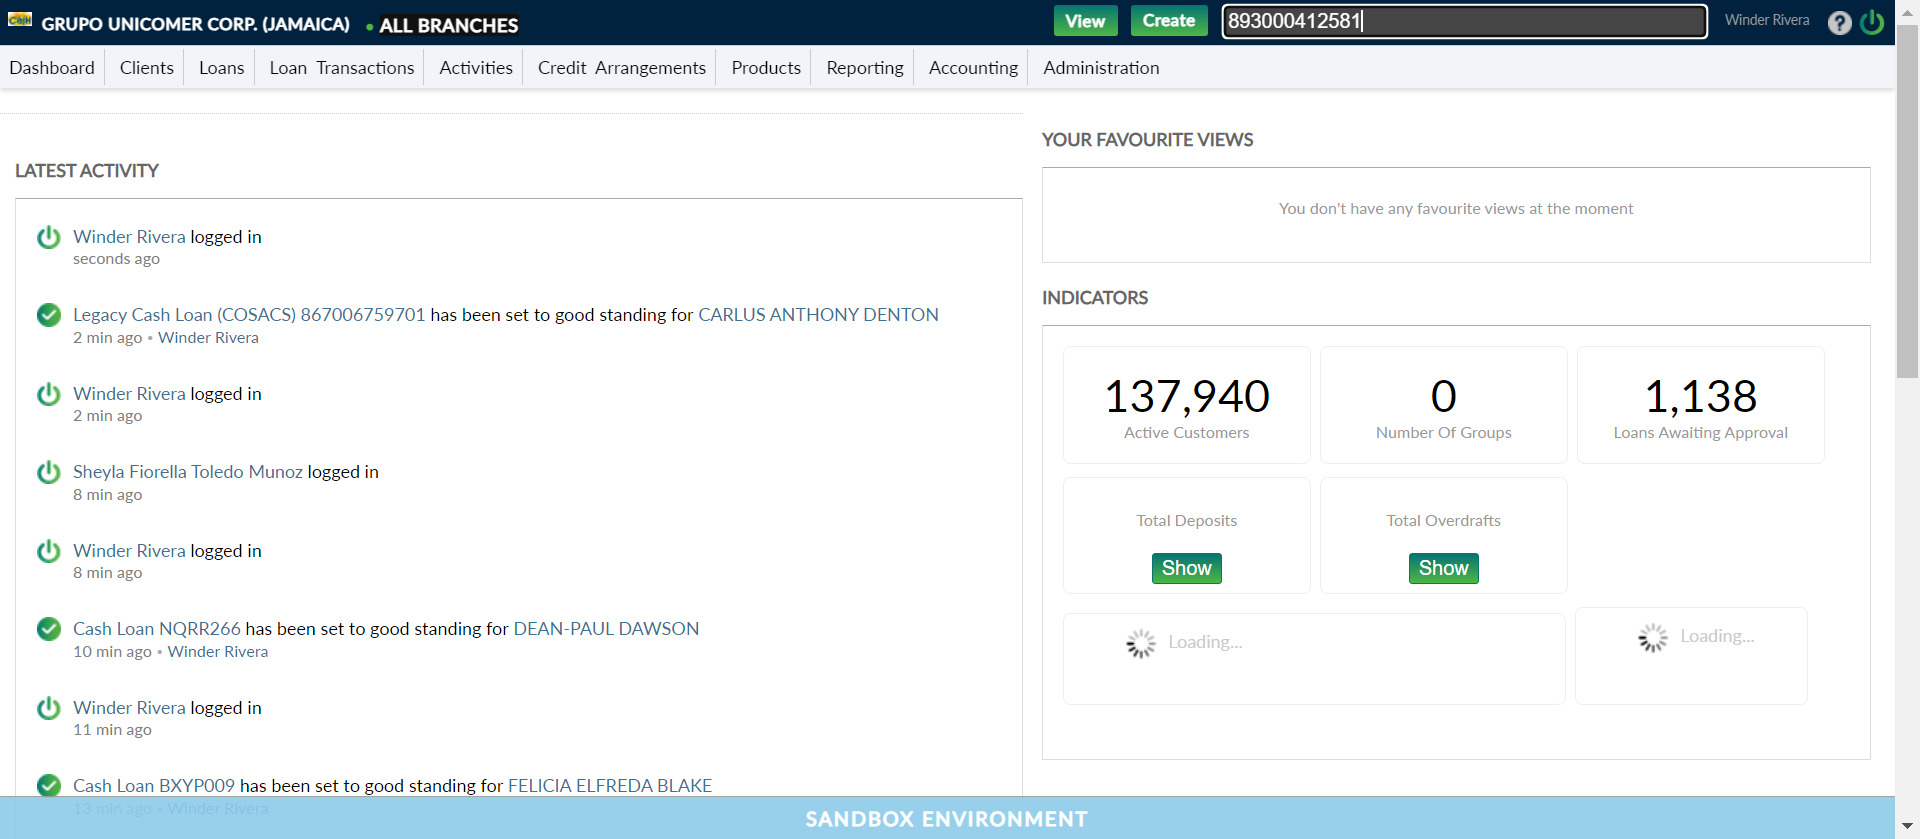 GRUPO UNICOMER CORP. (JAMAICA) • ALL BRANCHES
View Create 893000412581 Winder Rivera ?
Dashboard Clients Loans Loan Transactions Activities Credit Arrangements Products Reporting Accounting Administration
LATEST ACTIVITY
Winder Rivera logged in
seconds ago
Legacy Cash Loan (COSACS) 867006759701 has been set to good standing for CARLUS ANTHONY DENTON
2 min ago • Winder Rivera
Winder Rivera logged in
2 min ago
Sheyla Fiorella Toledo Munoz logged in
8 min ago
Winder Rivera logged in
8 min ago
Cash Loan NQRR266 has been set to good standing for DEAN-PAUL DAWSON
10 min ago • Winder Rivera
Winder Rivera logged in
11 min ago
Cash Loan BXYP009 has been set to good standing for FELICIA ELFREDA BLAKE
13 min ago • Winder Rivera
YOUR FAVOURITE VIEWS
You don't have any favourite views at the moment
INDICATORS
137,940
Active Customers
0
Number Of Groups
1,138
Loans Awaiting Approval
Total Deposits
Show
Total Overdrafts
Show
Loading...
Loading...
SANDBOX ENVIRONMENT